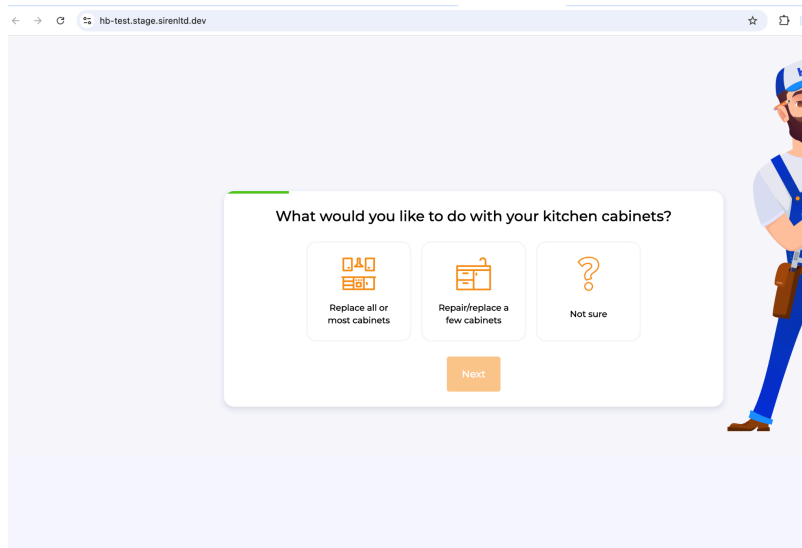 hb-test.stage.sirenltd.dev
What would you like to do with your kitchen cabinets?
Replace all or
most cabinets
Repair/replace a
few cabinets
Not sure
Next